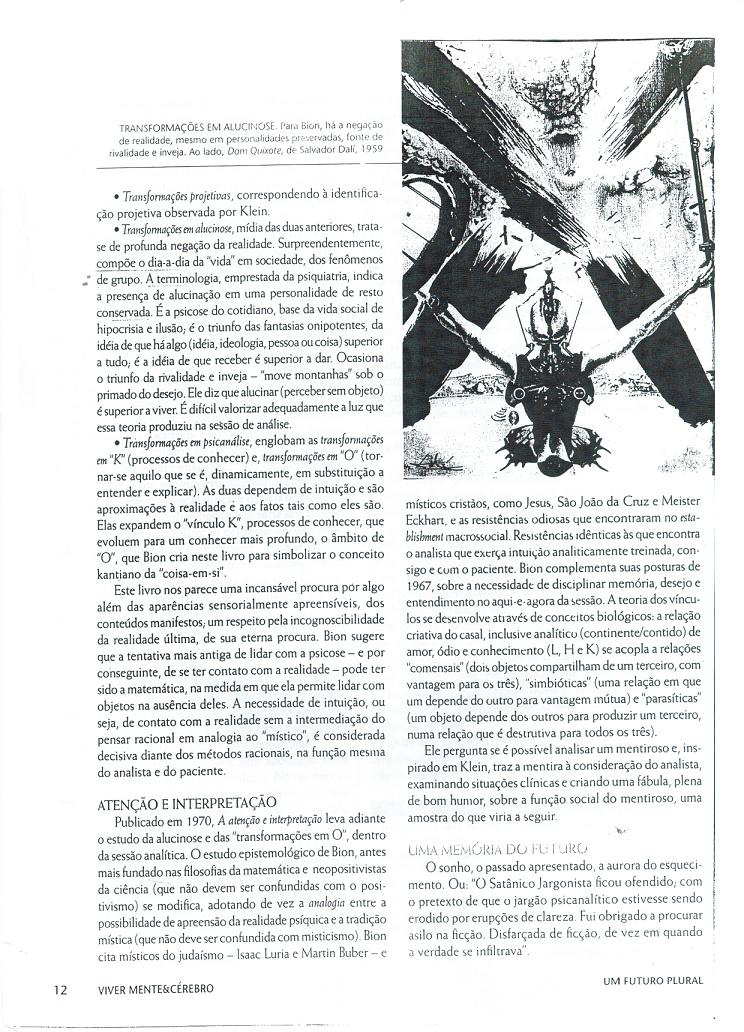 TRANSFORMAÇÕES EM ALUCINOSE. Para Bion, há a negação
de realidade, mesmo em personalidades preservadas, fonte de
rivalidade e inveja. Ao lado, Dom Quixote, de Salvador Dalí, 1959
• Transformações projetivas, correspondendo à identifica-
ção projetiva observada por Klein.
• Transformações em alucinose, mídia das duas anteriores, trata-
se de profunda negação da realidade. Surpreendentemente,
compõe o dia-a-dia da "vida" em sociedade, dos fenômenos
de grupo. A terminologia, emprestada da psiquiatria, indica
a presença de alucinação em uma personalidade de resto
conservada. É a psicose do cotidiano, base da vida social de
hipocrisia e ilusão; é o triunfo das fantasias onipotentes, da
idéia de que há algo (idéia, ideologia, pessoa ou coisa) superior
a tudo; é a idéia de que receber é superior a dar. Ocasiona
o triunfo da rivalidade e inveja – "move montanhas" sob o
primado do desejo. Ele diz que alucinar (perceber sem objeto)
é superior a viver. É difícil valorizar adequadamente a luz que
essa teoria produziu na sessão de análise.
• Transformações em psicanálise, englobam as transformações
em "K" (processos de conhecer) e, transformações em "O" (tor-
nar-se aquilo que se é, dinamicamente, em substituição a
entender e explicar). As duas dependem de intuição e são
aproximações à realidade e aos fatos tais como eles são.
Elas expandem o "vínculo K", processos de conhecer, que
evoluem para um conhecer mais profundo, o âmbito de
"O", que Bion cria neste livro para simbolizar o conceito
kantiano da "coisa-em-si".
Este livro nos parece uma incansável procura por algo
além das aparências sensorialmente apreensíveis, dos
conteúdos manifestos; um respeito pela incognoscibilidade
da realidade última, de sua eterna procura. Bion sugere
que a tentativa mais antiga de lidar com a psicose – e por
conseguinte, de se ter contato com a realidade – pode ter
sido a matemática, na medida em que ela permite lidar com
objetos na ausência deles. A necessidade de intuição, ou
seja, de contato com a realidade sem a intermediação do
pensar racional em analogia ao "místico", é considerada
decisiva diante dos métodos racionais, na função mesma
do analista e do paciente.
ATENÇÃO E INTERPRETAÇÃO
Publicado em 1970, A atenção e interpretação leva adiante
o estudo da alucinose e das "transformações em O", dentro
da sessão analítica. O estudo epistemológico de Bion, antes
mais fundado nas filosofias da matemática e neopositivistas
da ciência (que não devem ser confundidas com o posi-
tivismo) se modifica, adotando de vez a analogia entre a
possibilidade de apreensão da realidade psíquica e a tradição
mística (que não deve ser confundida com misticismo). Bion
cita místicos do judaísmo – Isaac Luria e Martin Buber – e
místicos cristãos, como Jesus, São João da Cruz e Meister
Eckhart, e as resistências odiosas que encontraram no esta-
blishment macrossocial. Resistências idênticas às que encontra
o analista que exerça intuição analiticamente treinada, con-
sigo e com o paciente. Bion complementa suas posturas de
1967, sobre a necessidade de disciplinar memória, desejo e
entendimento no aqui-e-agora da sessão. A teoria dos víncu-
los se desenvolve através de conceitos biológicos: a relação
criativa do casal, inclusive analítico (continente/contido) de
amor, ódio e conhecimento (L, H e K) se acopla a relações
"comensais" (dois objetos compartilham de um terceiro, com
vantagem para os três), "simbióticas" (uma relação em que
um depende do outro para vantagem mútua) e "parasíticas"
(um objeto depende dos outros para produzir um terceiro,
numa relação que é destrutiva para todos os três).
Ele pergunta se é possível analisar um mentiroso e, ins-
pirado em Klein, traz a mentira à consideração do analista,
examinando situações clínicas e criando uma fábula, plena
de bom humor, sobre a função social do mentiroso, uma
amostra do que viria a seguir.
UMA MEMÓRIA DO FUTURO
O sonho, o passado apresentado, a aurora do esqueci-
mento. Ou: "O Satânico Jargonista ficou ofendido; com
o pretexto de que o jargão psicanalítico estivesse sendo
erodido por erupções de clareza. Fui obrigado a procurar
asilo na ficção. Disfarçada de ficção, de vez em quando
a verdade se infiltrava".
12 VIVER MENTE&CÉREBRO
UM FUTURO PLURAL